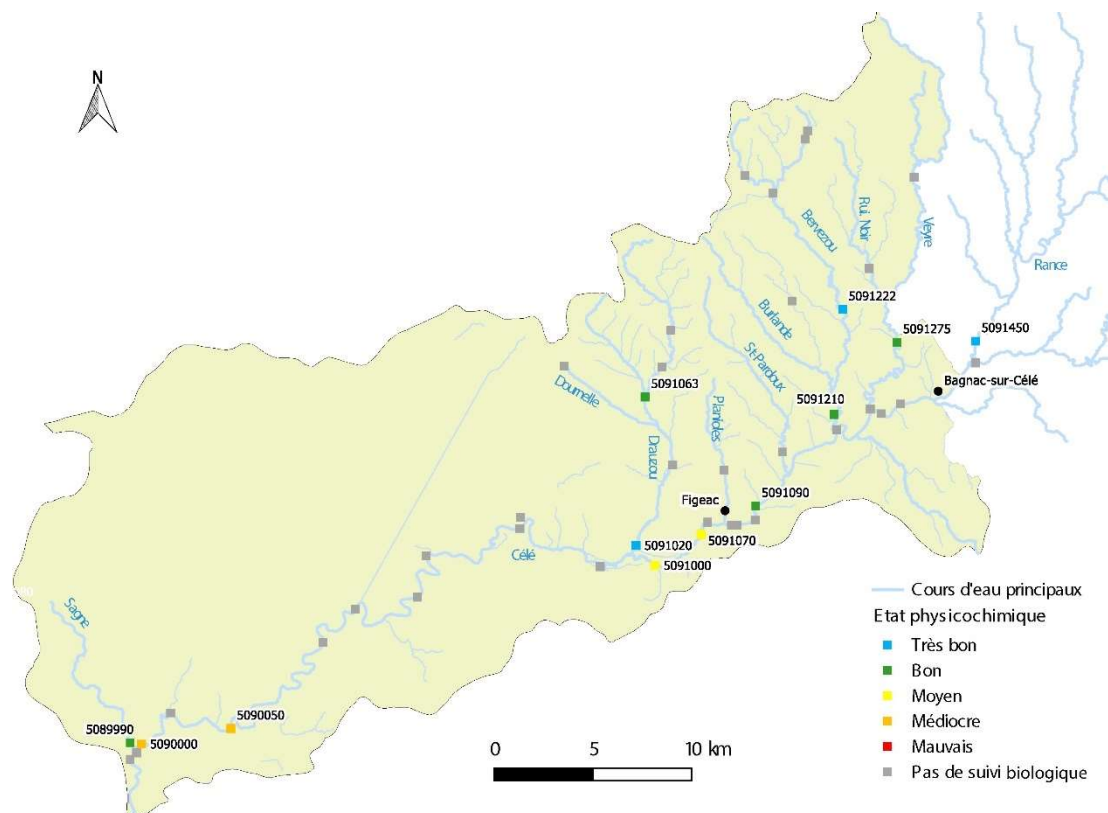 N
Bervezou
Rui. Noir
Veyre
Rance
5091222
5091275
5091450
Burlande
St-Pardoux
Bagnac-sur-Célé
5091063
Dournelle
Planioles
5091210
Drauzou
Figeac
5091090
5091070
5091020
5091000
Célé
Sagne
5090050
5089990
5090000
Cours d'eau principaux
Etat physicochimique
Très bon
Bon
Moyen
Médiocre
Mauvais
Pas de suivi biologique
0 5 10 km